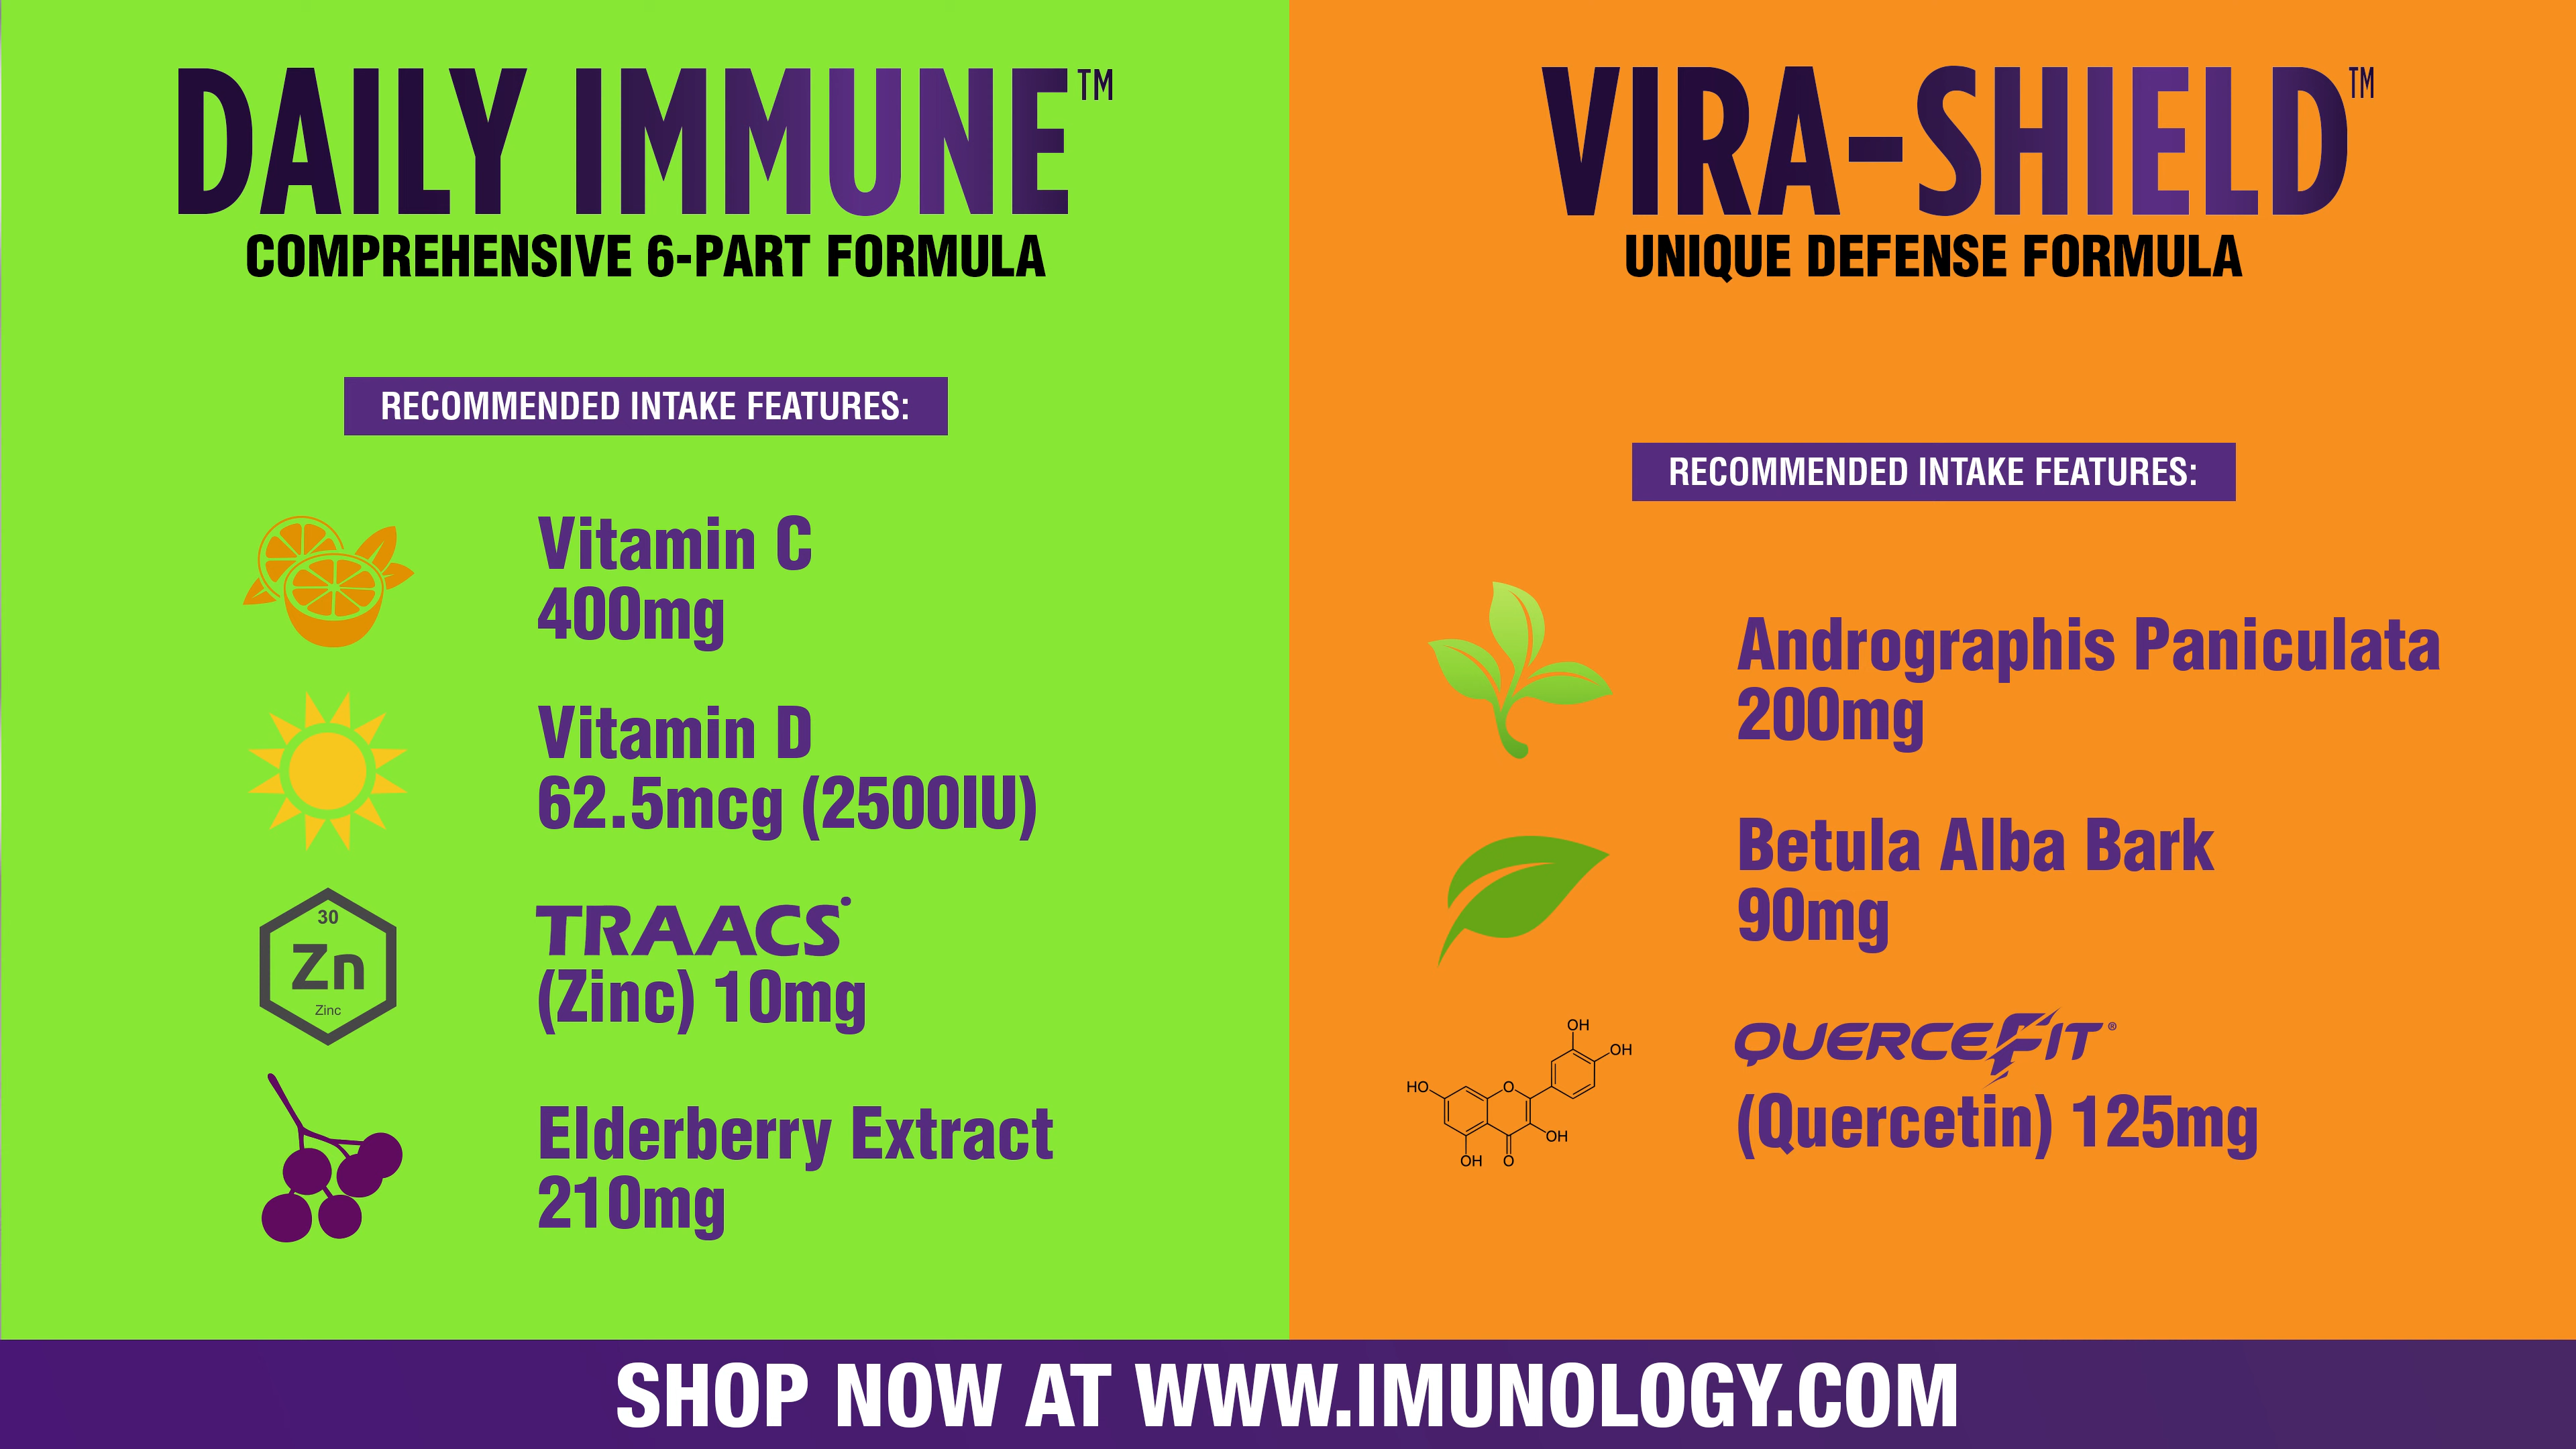 DAILY IMMUNE™
COMPREHENSIVE 6-PART FORMULA
RECOMMENDED INTAKE FEATURES:
Vitamin C
400mg
Vitamin D
62.5mcg (2500IU)
30
Zn
Zinc
TRAACS
(Zinc) 10mg
Elderberry Extract
210mg
VIRA-SHIELD™
UNIQUE DEFENSE FORMULA
RECOMMENDED INTAKE FEATURES:
Andrographis Paniculata
200mg
Betula Alba Bark
90mg
OH
OH
HO
O
OH
OH
O
QUERCEFIT®
(Quercetin) 125mg
SHOP NOW AT WWW.IMUNOLOGY.COM